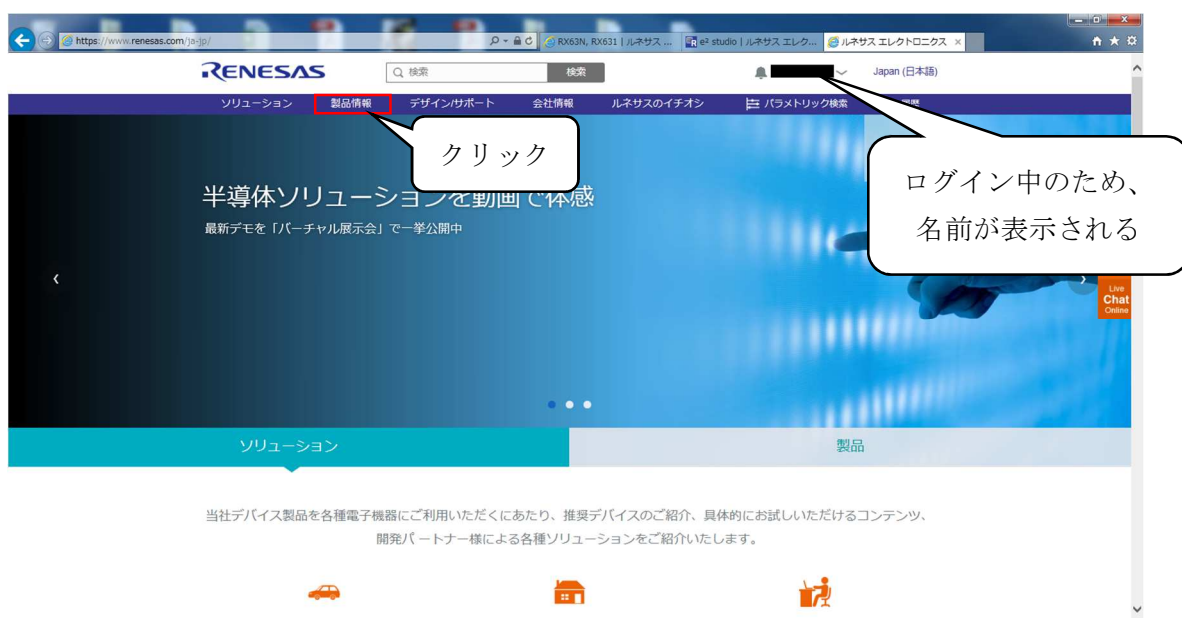 https://www.renesas.com/ja-jp/
RX63N, RX631 | ルネサス ...
e² studio | ルネサス エレク...
ルネサス エレクトロニクス
RENESAS
検索
検索
Japan (日本語)
ソリューション
製品情報
デザイン/サポート
会社情報
ルネサスのイチオシ
パラメトリック検索
クリック
ログイン中のため、
名前が表示される
半導体ソリューションを動画で体感
最新デモを「バーチャル展示会」で一挙公開中
Live
Chat
Online
ソリューション
製品
当社デバイス製品を各種電子機器にご利用いただくにあたり、推奨デバイスのご紹介、具体的にお試しいただけるコンテンツ、
開発パートナー様による各種ソリューションをご紹介いたします。